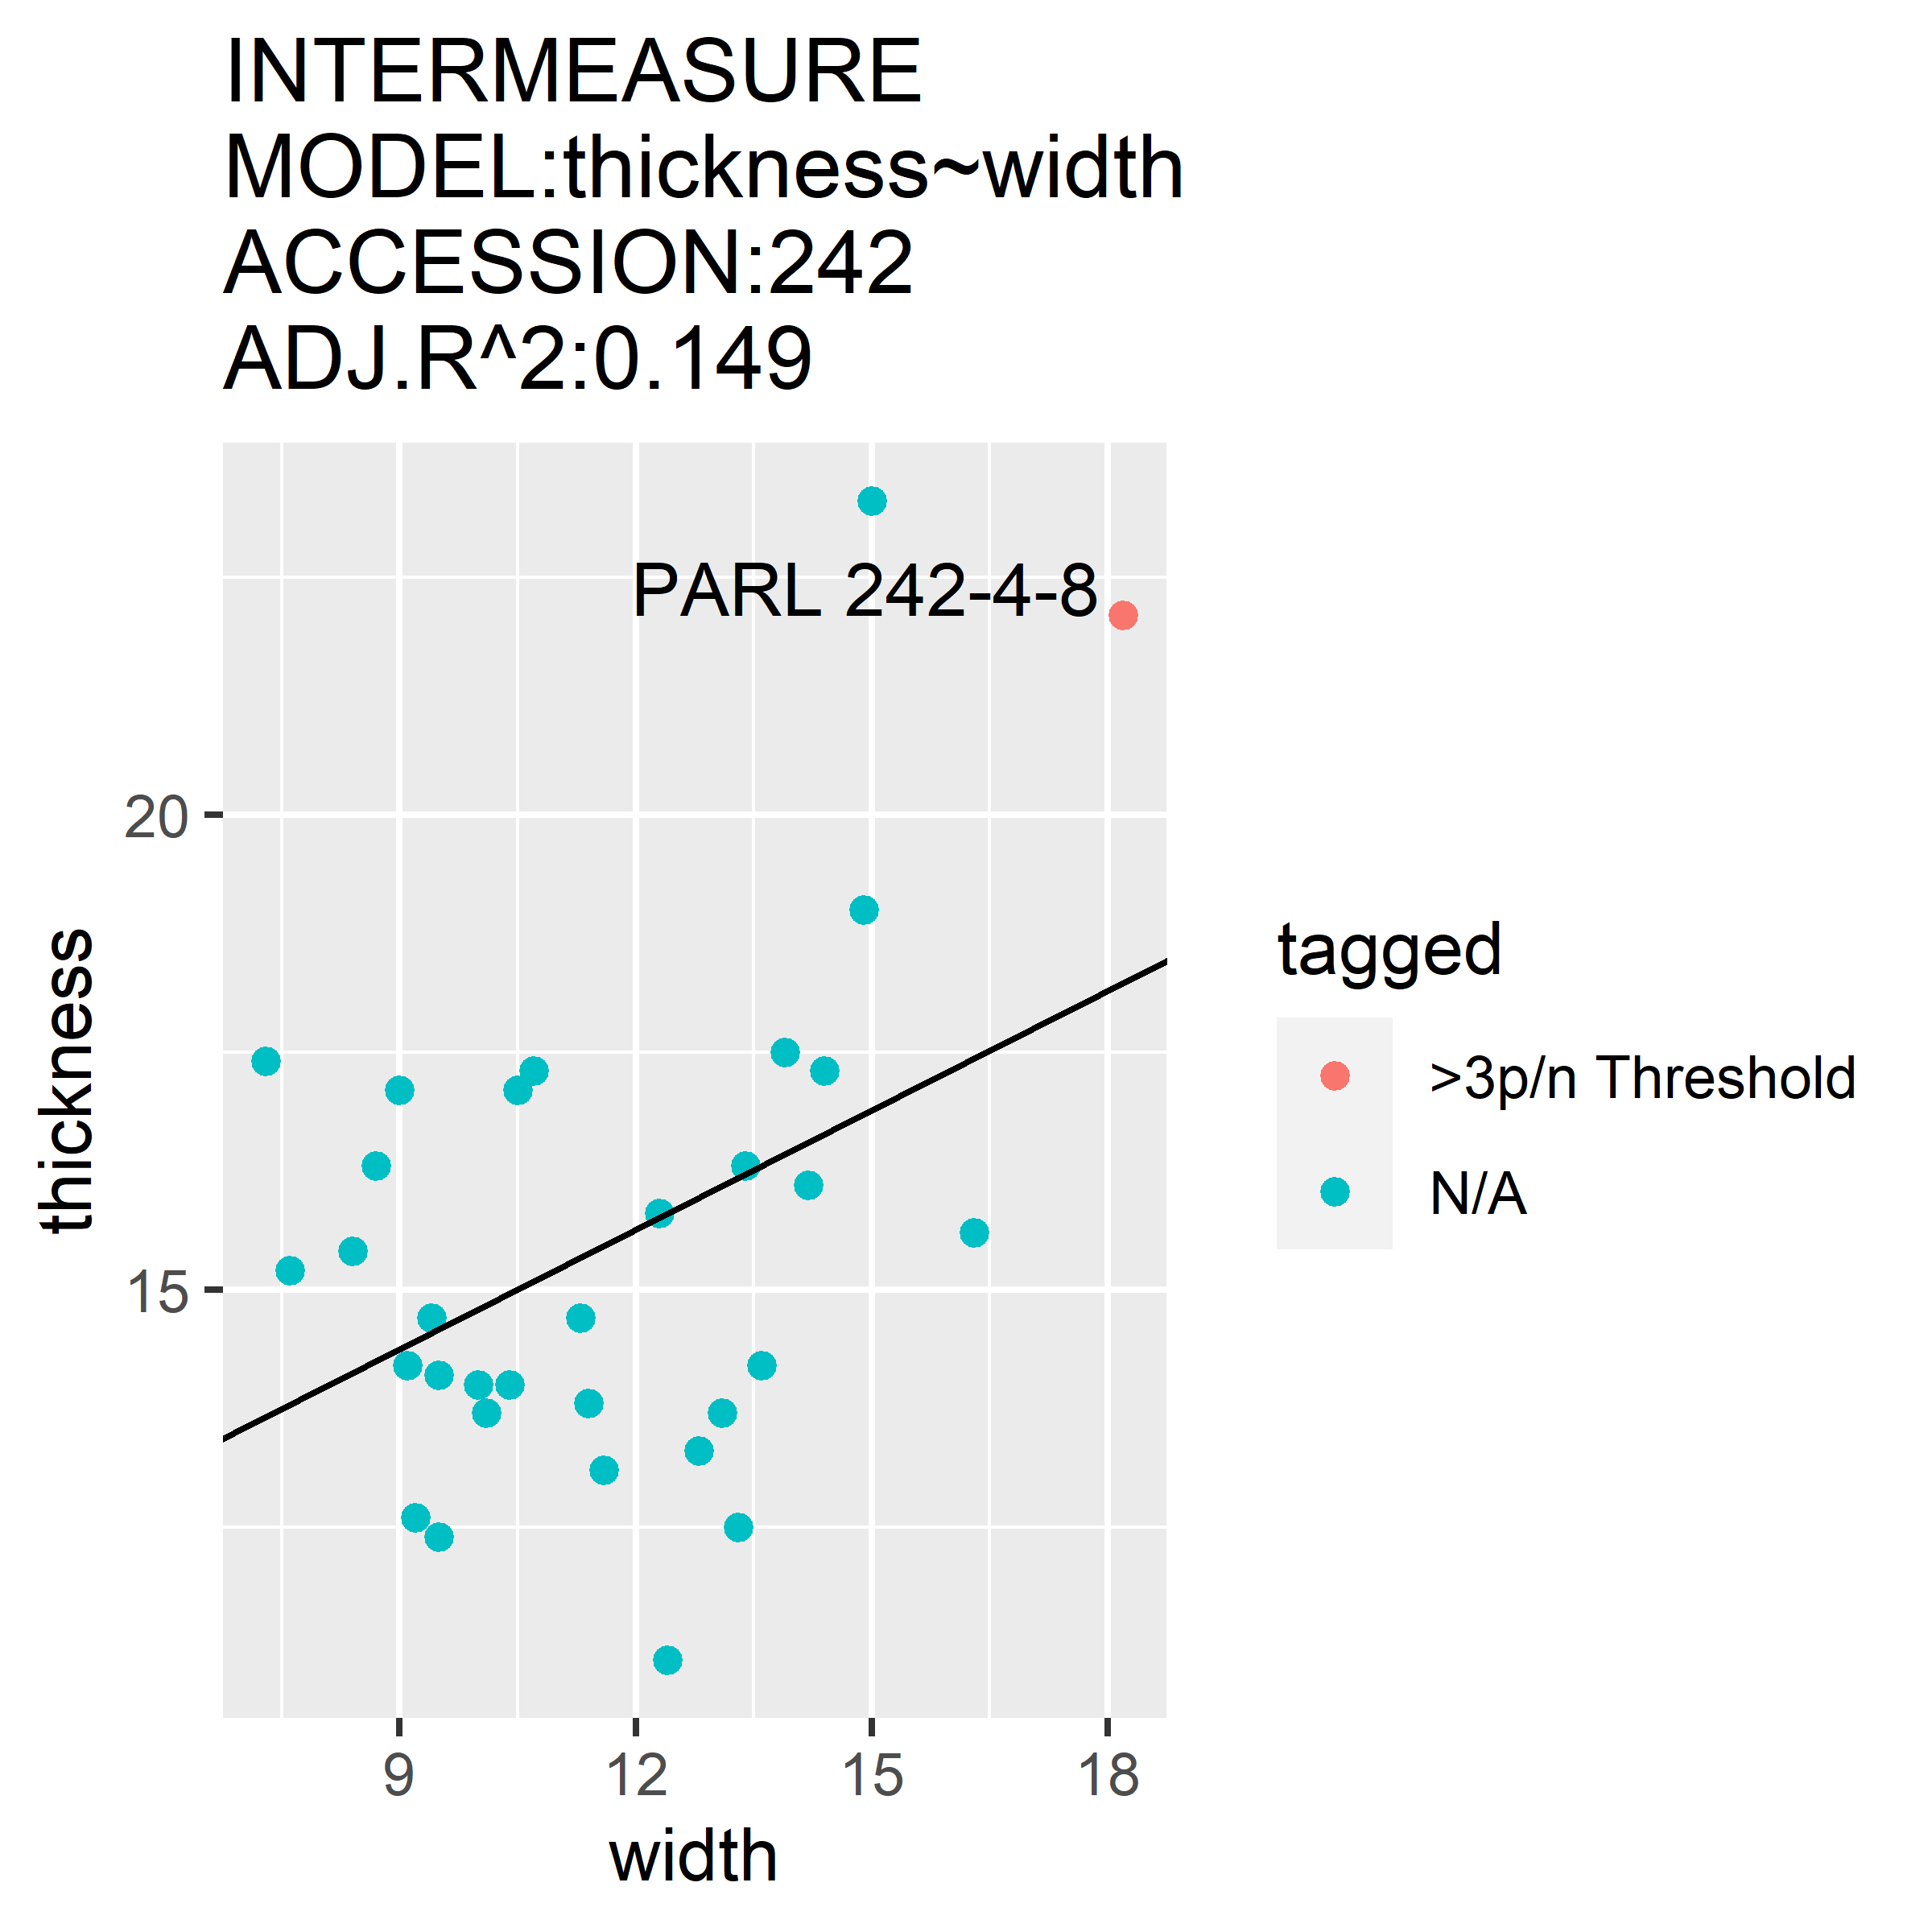 INTERMEASURE
MODEL:thickness~width
ACCESSION:242
ADJ.R^2:0.149
PARL 242-4-8
20
15
thickness
9 12 15 18
width
tagged
>3p/n Threshold
N/A